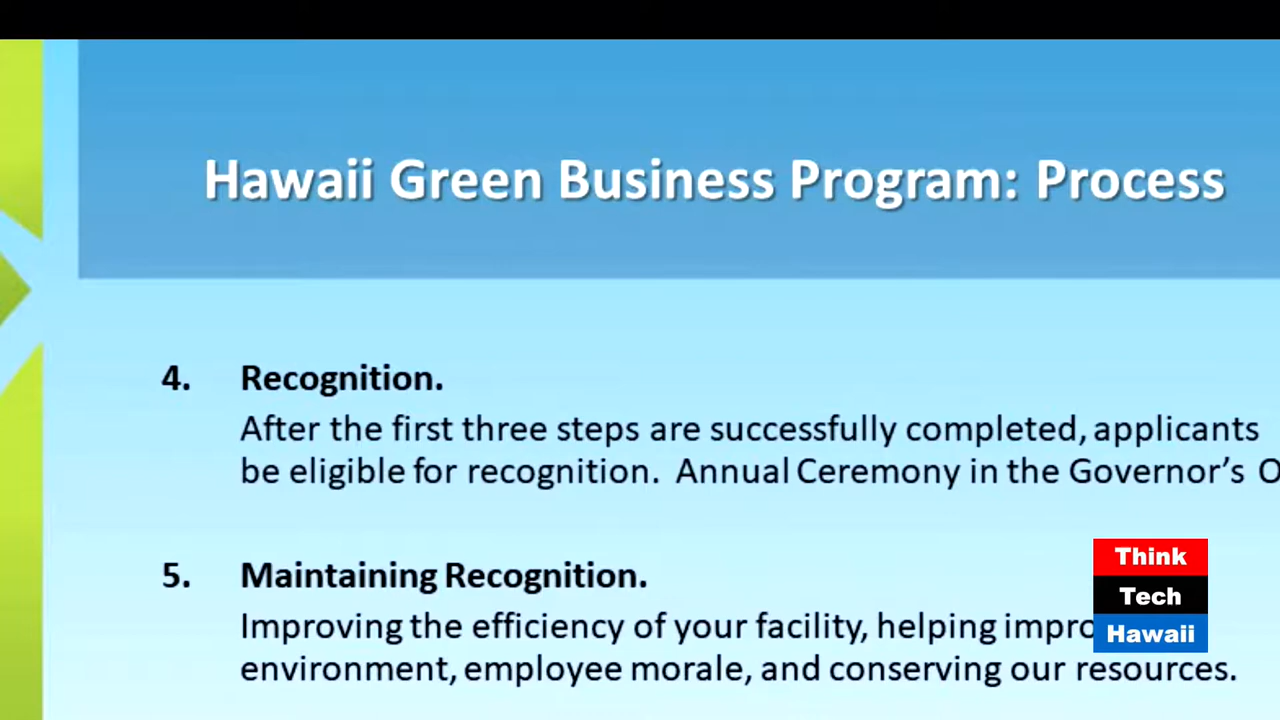 Hawaii Green Business Program: Process
4. Recognition.
After the first three steps are successfully completed, applicants
be eligible for recognition. Annual Ceremony in the Governor's
5. Maintaining Recognition.
Improving the efficiency of your facility, helping
environment, employee morale, and conserving our resources.
Think
Tech
Hawaii